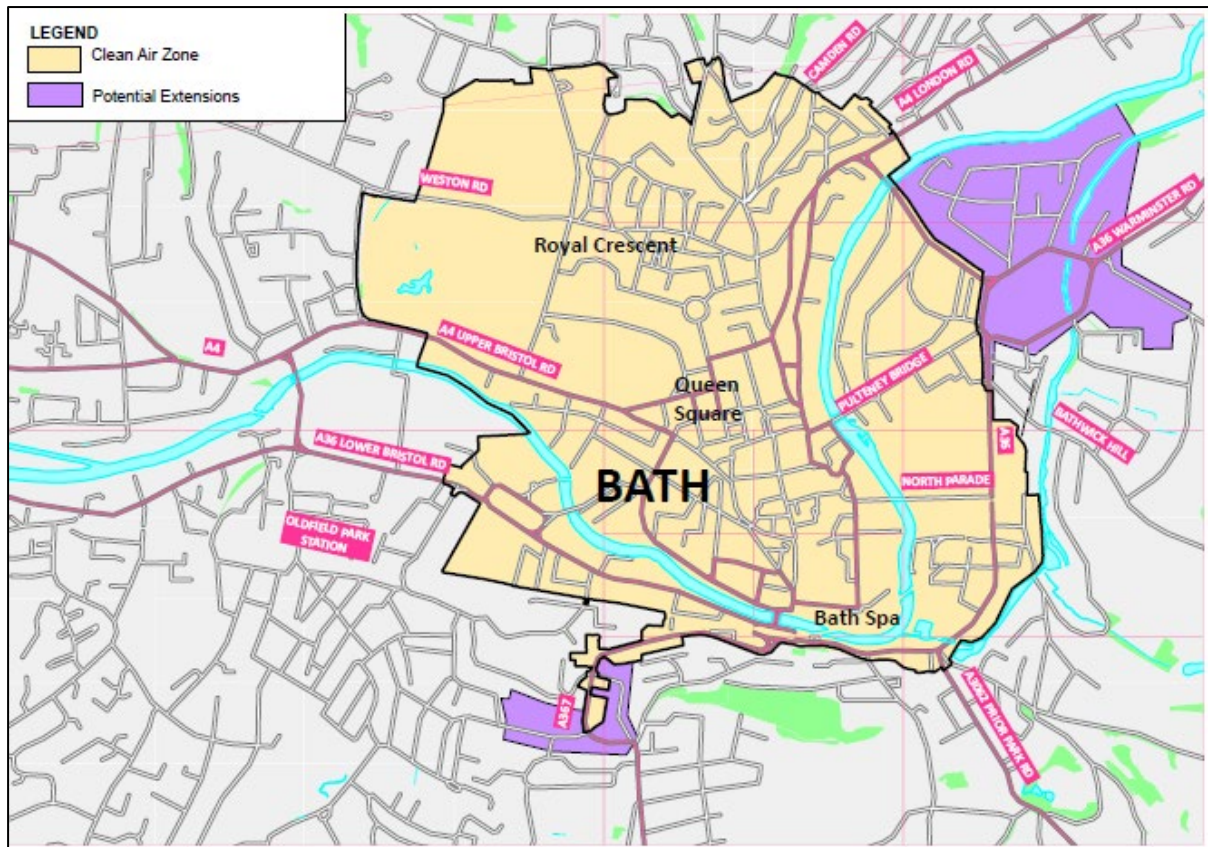 LEGEND
Clean Air Zone
Potential Extensions
CAMDEN RD
A4 LONDON RD
WESTON RD
A36 WARMINSTER RD
Royal Crescent
A4
A4 UPPER BRISTOL RD
Queen
Square
PULTENEY BRIDGE
BATHWICK HILL
A36
A36 LOWER BRISTOL RD
BATH
NORTH PARADE
OLDFIELD PARK
STATION
Bath Spa
A367
A3062 PRIOR PARK RD